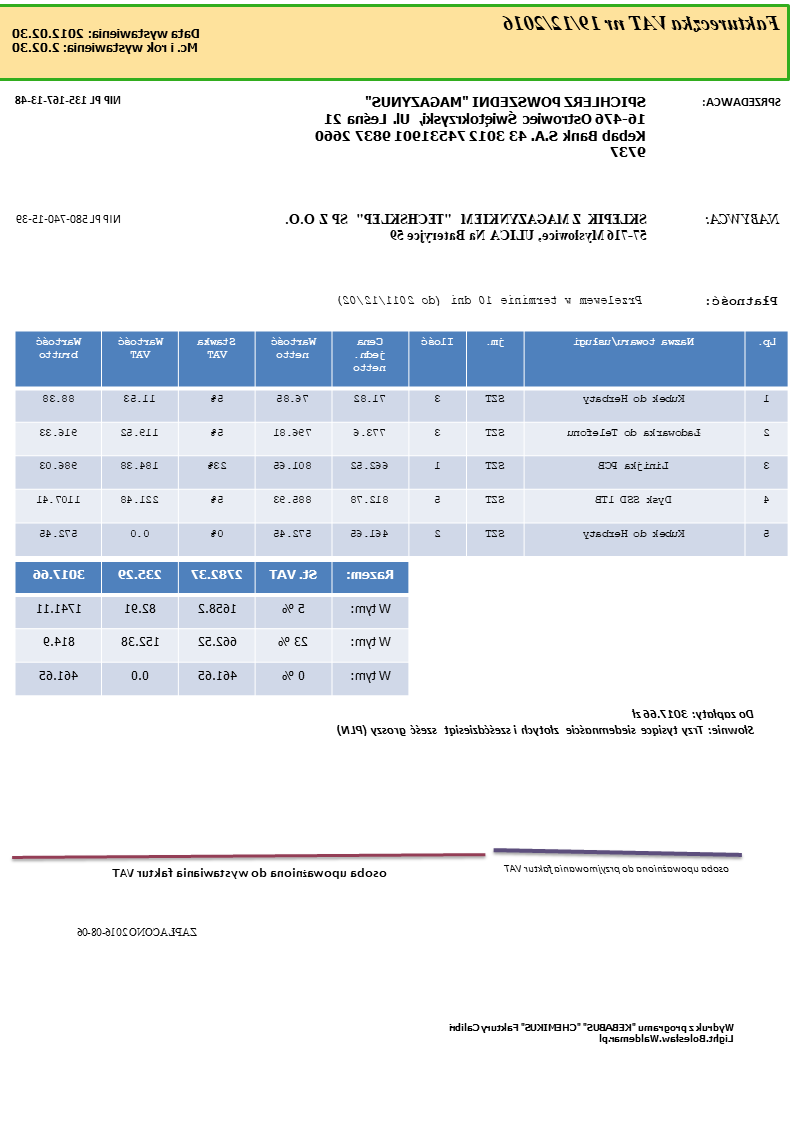 Faktureczka VAT nr 19/12/2016
Data wystawienia: 2012.02.30
Mc. i rok wystawienia: 2.02.30
SPRZEDAWCA:
SPICHLERZ POWSZEDNI "MAGAZYNUS"
16-476 Ostrowiec Świętokrzyski, Ul. Leśna 21
Kebab Bank S.A. 43 3012 74531901 9837 2660
9737
NIP PL 135-167-13-48
NABYWCA:
SKLEPIK Z MAGAZYNKIEM "TECHSKLEP" SP Z O.O.
57-716 Mysłowice, ULICA Na Bateryjce 59
NIP PL 580-740-15-39
Płatność: Przelewem w terminie 10 dni (do 2011/12/02)
Lp. Nazwa towaru/usługi jm. Ilość Cena jedn. netto Wartość netto Stawka VAT Wartość VAT Wartość brutto
1 Kubek do Herbaty SZT 3 71.82 76.85 5% 11.53 88.38
2 Ładowarka do Telefonu SZT 3 773.6 796.81 5% 119.52 916.33
3 Linijka PCB SZT 1 662.52 801.65 23% 184.38 986.03
4 Dysk SSD 1TB SZT 5 812.78 885.93 5% 221.48 1107.41
5 Kubek do Herbaty SZT 2 461.65 572.45 0% 0.0 572.45
Razem: St. VAT 2782.37 235.29 3017.66
W tym: 5 % 1658.2 82.91 1741.11
W tym: 23 % 662.52 152.38 814.9
W tym: 0 % 461.65 0.0 461.65
Do zapłaty: 3017.66 zł
Słownie: Trzy tysiące siedemnaście złotych i sześćdziesiąt sześć groszy (PLN)
osoba upoważniona do przyjmowania faktur VAT
osoba upoważniona do wystawiania faktur VAT
ZAPŁACONO 2016-08-06
Wydruk z programu "KEBABUS" "CHEMIKUS" Faktury Calibri
Light.Bolesław.Waldemar.pl